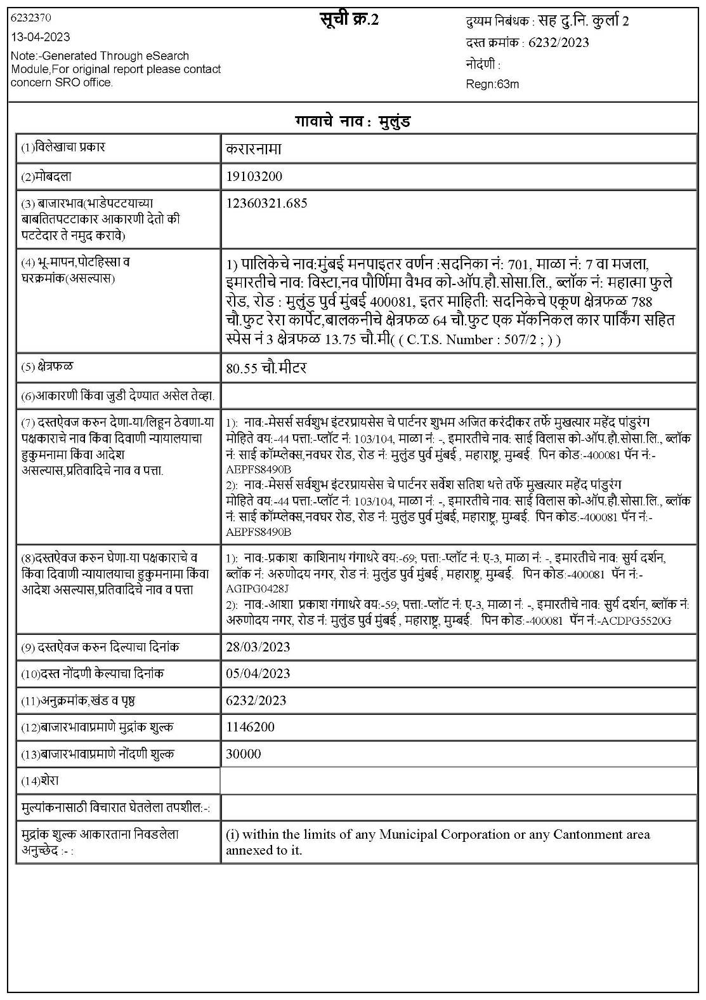 6232370
13-04-2023
Note:-Generated Through eSearch
Module,For original report please contact
concern SRO office.
सूची क्र.2
दुय्यम निबंधक : सह दु.नि. कुर्ला 2
दस्त क्रमांक : 6232/2023
नोदंणी :
Regn:63m
गावाचे नाव : मुलुंड
(1)विलेखाचा प्रकार
करारनामा
(2)मोबदला
19103200
(3) बाजारभाव(भाडेपटटयाच्या
बाबतितपटटाकार आकारणी देतो की
पटटेदार ते नमुद करावे)
12360321.685
(4) भू-मापन,पोटहिस्सा व
घरक्रमांक(असल्यास)
1) पालिकेचे नाव:मुंबई मनपाइतर वर्णन :सदनिका नं: 701, माळा नं: 7 वा मजला,
इमारतीचे नाव: विस्टा,नव पौर्णिमा वैभव को-ऑप.हौ.सोसा.लि., ब्लॉक नं: महात्मा फुले
रोड, रोड : मुलुंड पुर्व मुंबई 400081, इतर माहिती: सदनिकेचे एकूण क्षेत्रफळ 788
चौ.फुट रेरा कार्पेट,बालकनीचे क्षेत्रफळ 64 चौ.फुट एक मॅकनिकल कार पार्किंग सहित
स्पेस नं 3 क्षेत्रफळ 13.75 चौ.मी( ( C.T.S. Number : 507/2 ; ) )
(5) क्षेत्रफळ
80.55 चौ.मीटर
(6)आकारणी किंवा जुडी देण्यात असेल तेव्हा.
(7) दस्तऐवज करुन देणा-या/लिहून ठेवणा-या
पक्षकाराचे नाव किंवा दिवाणी न्यायालयाचा
हुकुमनामा किंवा आदेश
असल्यास,प्रतिवादिचे नाव व पत्ता.
1): नाव:-मेसर्स सर्वशुभ इंटरप्रायसेस चे पार्टनर शुभम अजित करंदीकर तर्फे मुखत्यार महेंद पांडुरंग
मोहिते वय:-44 पत्ता:-प्लॉट नं: 103/104, माळा नं: -, इमारतीचे नाव: साई विलास को-ऑप.हौ.सोसा.लि., ब्लॉक
नं: साई कॉम्प्लेक्स,नवघर रोड, रोड नं: मुलुंड पुर्व मुंबई , महाराष्ट्र, मुम्बई. पिन कोड:-400081 पॅन नं:-
AEPFS8490B
2): नाव:-मेसर्स सर्वशुभ इंटरप्रायसेस चे पार्टनर सर्वेश सतिश थत्ते तर्फे मुखत्यार महेंद पांडुरंग
मोहिते वय:-44 पत्ता:-प्लॉट नं: 103/104, माळा नं: -, इमारतीचे नाव: साई विलास को-ऑप.हौ.सोसा.लि., ब्लॉक
नं: साई कॉम्प्लेक्स,नवघर रोड, रोड नं: मुलुंड पुर्व मुंबई, महाराष्ट्र, मुम्बई. पिन कोड:-400081 पॅन नं:-
AEPFS8490B
(8)दस्तऐवज करुन घेणा-या पक्षकाराचे व
किंवा दिवाणी न्यायालयाचा हुकुमनामा किंवा
आदेश असल्यास,प्रतिवादिचे नाव व पत्ता
1): नाव:-प्रकाश काशिनाथ गंगाधरे वय:-69; पत्ता:-प्लॉट नं: ए-3, माळा नं: -, इमारतीचे नाव: सुर्य दर्शन,
ब्लॉक नं: अरुणोदय नगर, रोड नं: मुलुंड पुर्व मुंबई , महाराष्ट्र, मुम्बई. पिन कोड:-400081 पॅन नं:-
AGIPG0428J
2): नाव:-आशा प्रकाश गंगाधरे वय:-59; पत्ता:-प्लॉट नं: ए-3, माळा नं: -, इमारतीचे नाव: सुर्य दर्शन, ब्लॉक नं:
अरुणोदय नगर, रोड नं: मुलुंड पुर्व मुंबई , महाराष्ट्र, मुम्बई. पिन कोड:-400081 पॅन नं:-ACDPG5520G
(9) दस्तऐवज करुन दिल्याचा दिनांक
28/03/2023
(10)दस्त नोंदणी केल्याचा दिनांक
05/04/2023
(11)अनुक्रमांक,खंड व पृष्ठ
6232/2023
(12)बाजारभावाप्रमाणे मुद्रांक शुल्क
1146200
(13)बाजारभावाप्रमाणे नोंदणी शुल्क
30000
(14)शेरा
मुल्यांकनासाठी विचारात घेतलेला तपशील:-:
मुद्रांक शुल्क आकारताना निवडलेला
अनुच्छेद :- :
(i) within the limits of any Municipal Corporation or any Cantonment area
annexed to it.